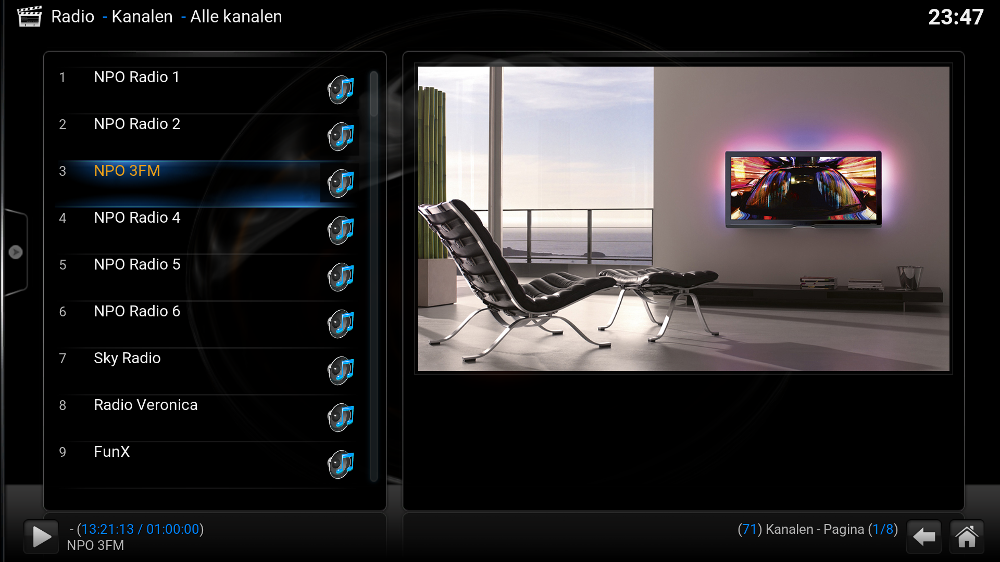 Radio - Kanalen - Alle kanalen
23:47
1 NPO Radio 1
2 NPO Radio 2
3 NPO 3FM
4 NPO Radio 4
5 NPO Radio 5
6 NPO Radio 6
7 Sky Radio
8 Radio Veronica
9 FunX
- (13:21:13 / 01:00:00)
NPO 3FM
(71) Kanalen - Pagina (1/8)